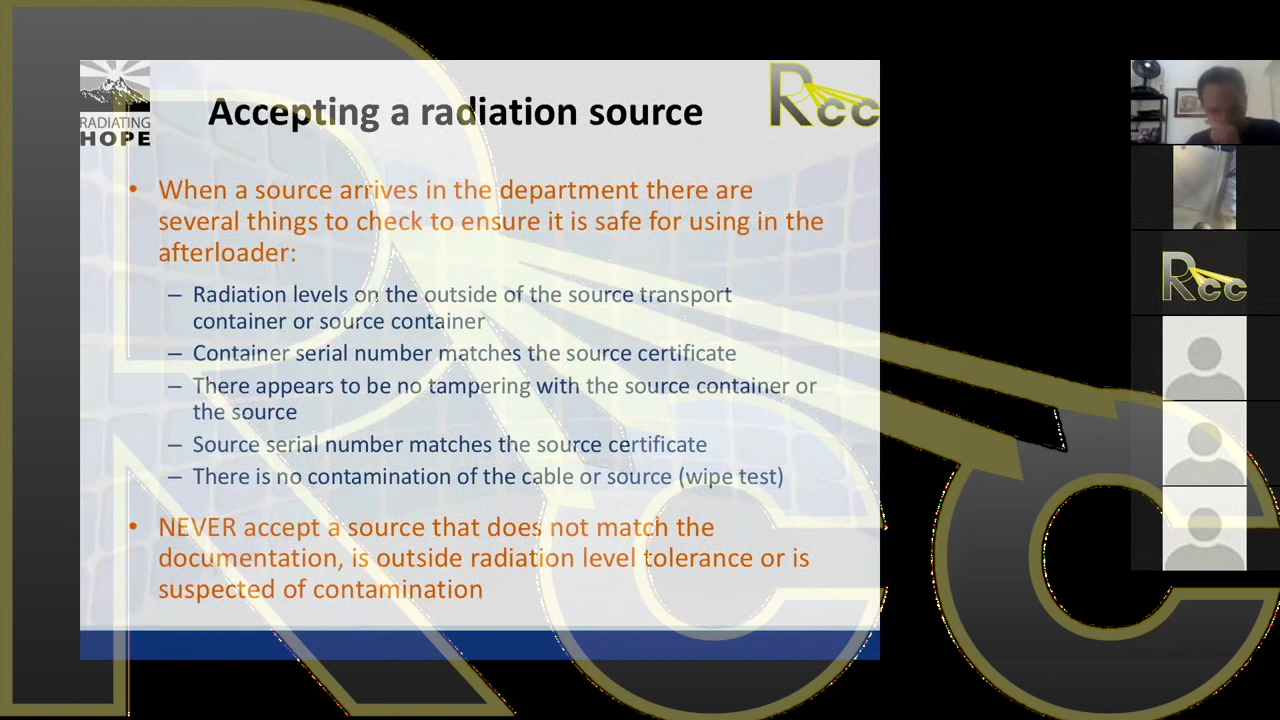 RADIATING
HOPE
Accepting a radiation source
Rcc
• When a source arrives in the department there are
several things to check to ensure it is safe for using in the
afterloader:
– Radiation levels on the outside of the source transport
container or source container
– Container serial number matches the source certificate
– There appears to be no tampering with the source container or
the source
– Source serial number matches the source certificate
– There is no contamination of the cable or source (wipe test)
• NEVER accept a source that does not match the
documentation, is outside radiation level tolerance or is
suspected of contamination
Rcc
Rcc